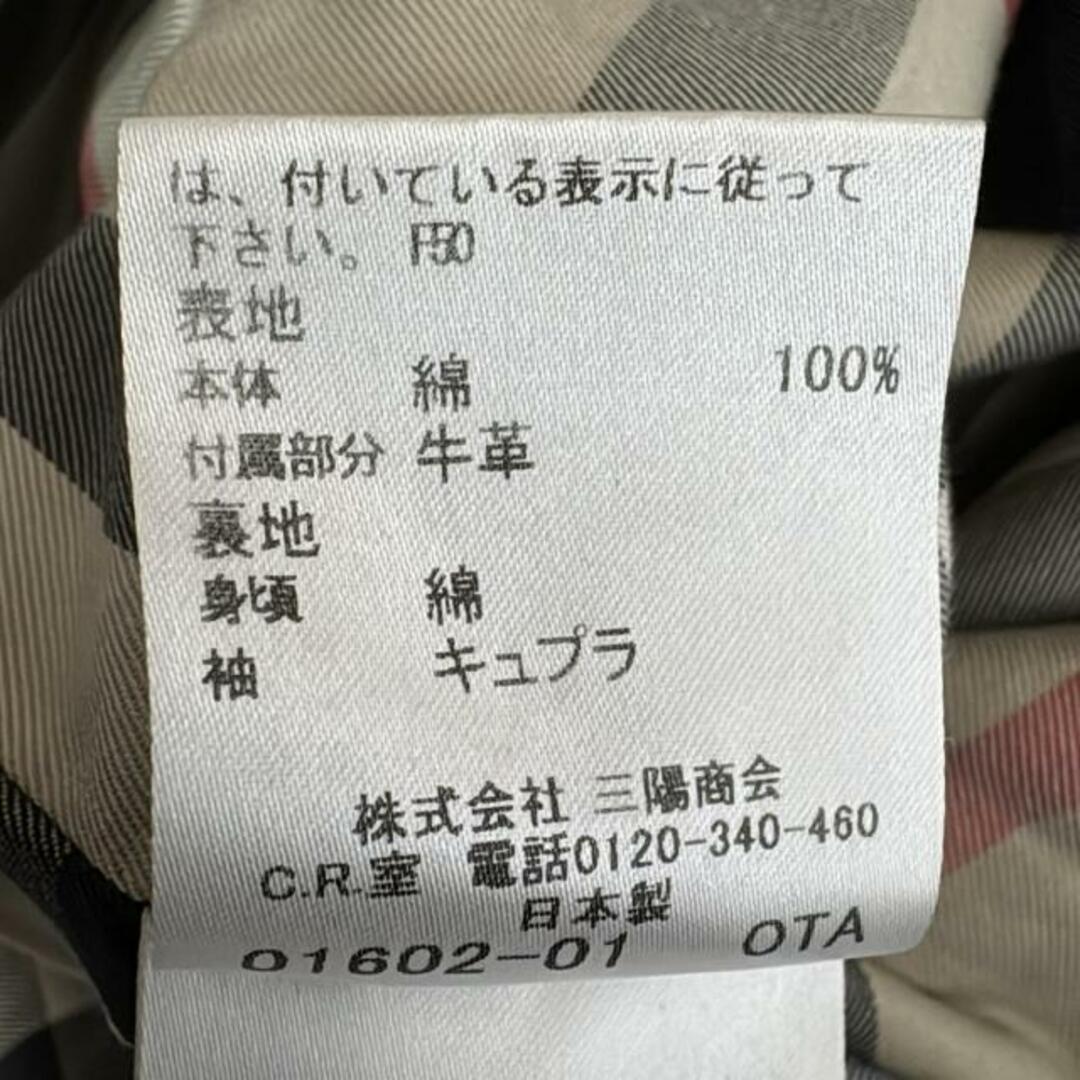 は、付いている表示に従って
下さい。 F50
表地
本体 綿 100%
付属部分 牛革
裏地
身頃 綿
袖 キュプラ
株式会社 三陽商会
C.R.室 電話0120-340-460
日本製
01602-01 OTA